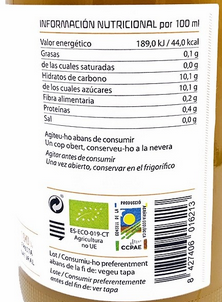 INFORMACIÓN NUTRICIONAL por 100 ml
Valor energético 189,0 kJ / 44,0 kcal
Grasas 0,1 g
de las cuales saturadas 0,0 g
Hidratos de carbono 10,1 g
de los cuales azúcares 10,1 g
Fibra alimentaria 0,2 g
Proteínas 0,4 g
Sal 0,0 g
Agiteu-ho abans de consumir
Un cop obert, conserveu-ho a la nevera
Agitar antes de consumir
Una vez abierto, conservar en el frigorífico
ES-ECO-019-CT
Agricultura
no UE
PRODUCCIÓ
CCPAE
8 427406 016213
Lot / Consumiu-ho preferentment
abans de la fi de: vegeu tapa
Lote / Consumir preferentemente
antes del fin de: ver tapa